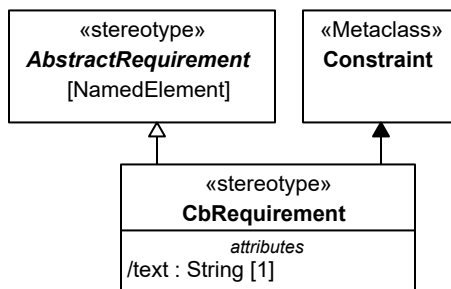 «stereotype»
AbstractRequirement
[NamedElement]
«Metaclass»
Constraint
«stereotype»
CbRequirement
attributes
/text : String [1]